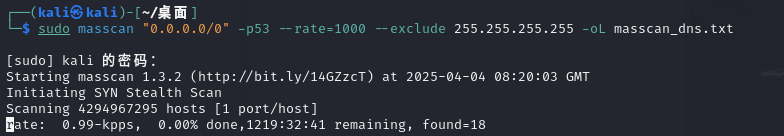 ┌──(kali㉿kali)-[~/桌面]
└─$ sudo masscan "0.0.0.0/0" -p53 --rate=1000 --exclude 255.255.255.255 -oL masscan_dns.txt
[sudo] kali 的密码：
Starting masscan 1.3.2 (http://bit.ly/14GZzcT) at 2025-04-04 08:20:03 GMT
Initiating SYN Stealth Scan
Scanning 4294967295 hosts [1 port/host]
rate:  0.99-kpps,  0.00% done,1219:32:41 remaining, found=18